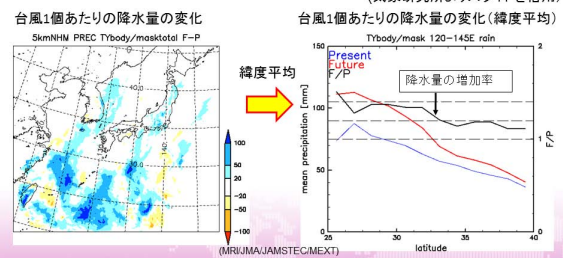 台風1個あたりの降水量の変化
台風1個あたりの降水量の変化(緯度平均)
5kmNHM PREC TYbody/masktotal F-P
40.0
100
50
20
-20
-50
-100
緯度平均
TYbody/mask 120-145E rain
Present
Future
F/P
降水量の増加率
mean precipitation [mm]
150
100
50
0
25
30
35
40
latitude
2
1
0
F/P
(MRI/JMA/JAMSTEC/MEXT)